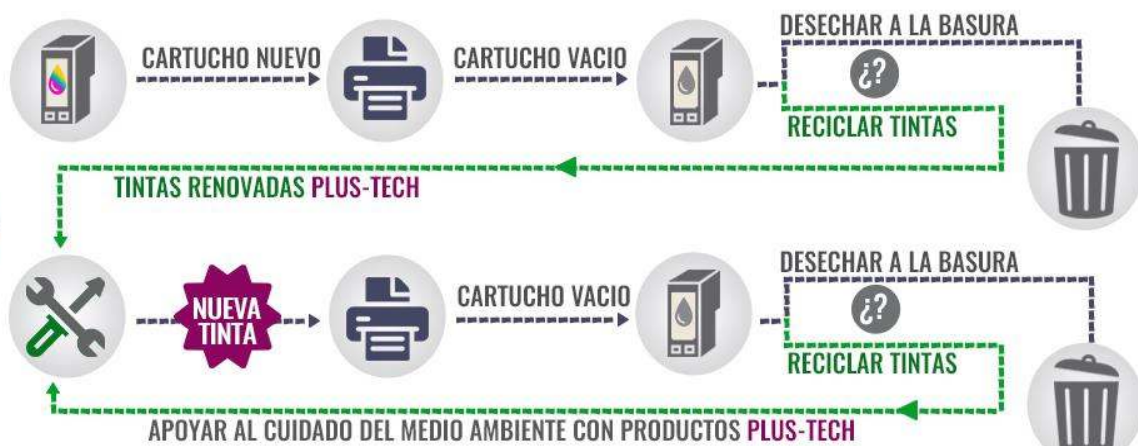 DESECHAR A LA BASURA
CARTUCHO NUEVO
CARTUCHO VACIO
¿?
RECICLAR TINTAS
TINTAS RENOVADAS PLUS-TECH
DESECHAR A LA BASURA
NUEVA
TINTA
CARTUCHO VACIO
¿?
RECICLAR TINTAS
APOYAR AL CUIDADO DEL MEDIO AMBIENTE CON PRODUCTOS PLUS-TECH